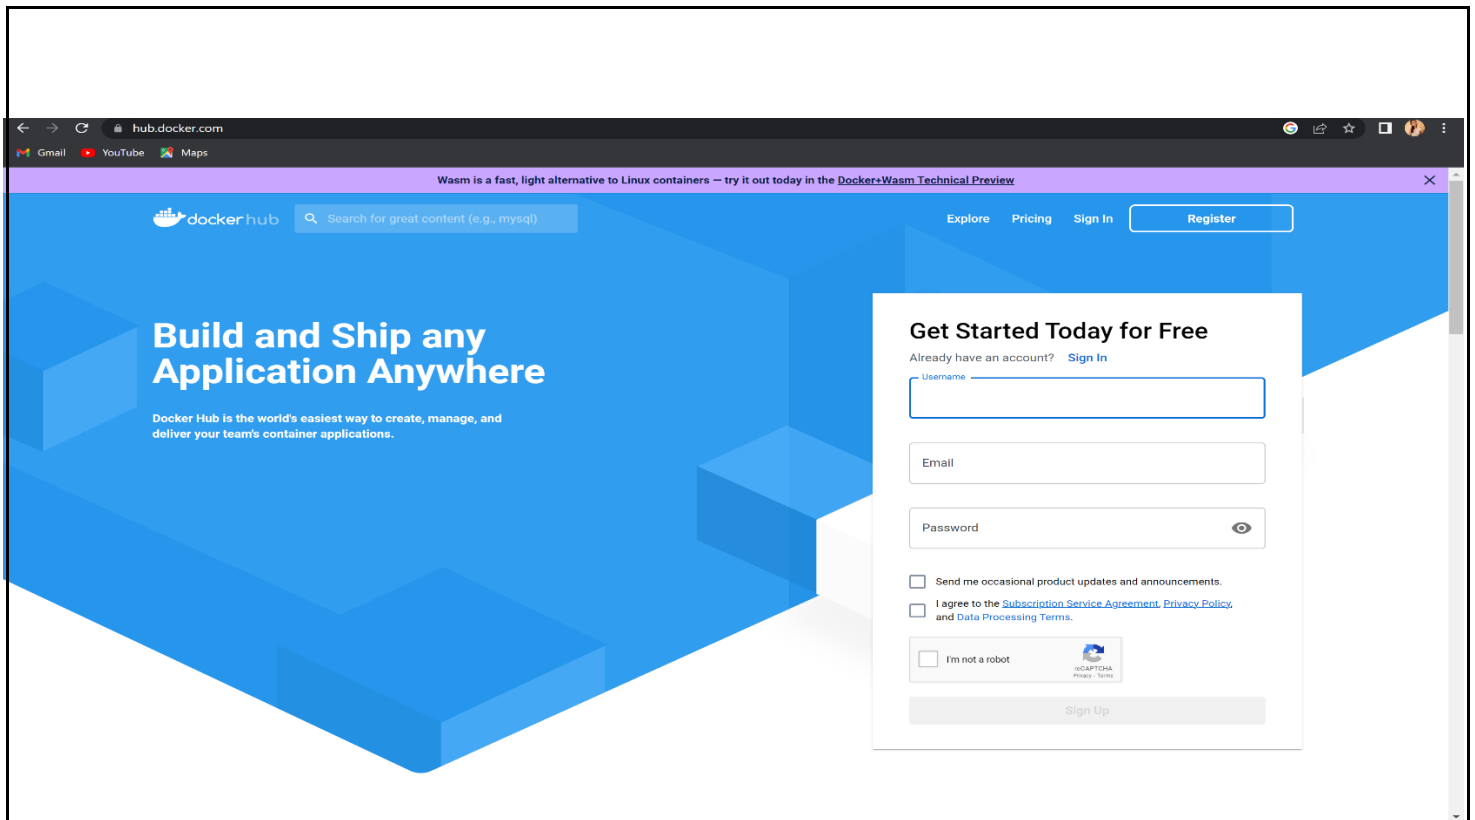 hub.docker.com
Gmail YouTube Maps
Wasm is a fast, light alternative to Linux containers — try it out today in the Docker+Wasm Technical Preview
docker hub Search for great content (e.g., mysql) Explore Pricing Sign In Register
Build and Ship any
Application Anywhere
Docker Hub is the world's easiest way to create, manage, and
deliver your team's container applications.
Get Started Today for Free
Already have an account? Sign In
Username
Email
Password
Send me occasional product updates and announcements.
I agree to the Subscription Service Agreement, Privacy Policy,
and Data Processing Terms.
I'm not a robot
reCAPTCHA
Privacy - Terms
Sign Up